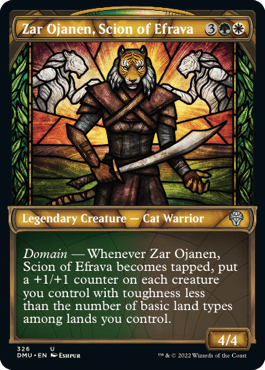 Zar Ojanen, Scion of Efrava 3
Legendary Creature — Cat Warrior
Domain — Whenever Zar Ojanen,
Scion of Efrava becomes tapped, put
a +1/+1 counter on each creature
you control with toughness less
than the number of basic land types
among lands you control.
4/4
326 U
DMU • EN Eshpur
™ & © 2022 Wizards of the Coast